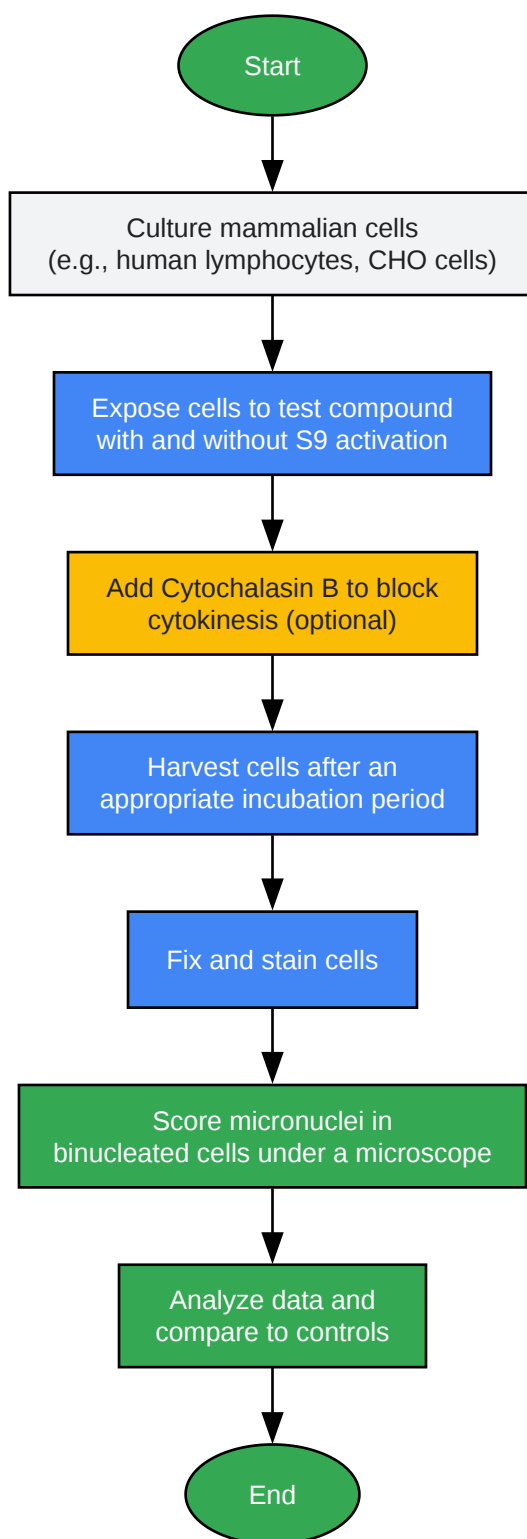 Start
Culture mammalian cells
(e.g., human lymphocytes, CHO cells)
Expose cells to test compound
with and without S9 activation
Add Cytochalasin B to block
cytokinesis (optional)
Harvest cells after an
appropriate incubation period
Fix and stain cells
Score micronuclei in
binucleated cells under a microscope
Analyze data and
compare to controls
End